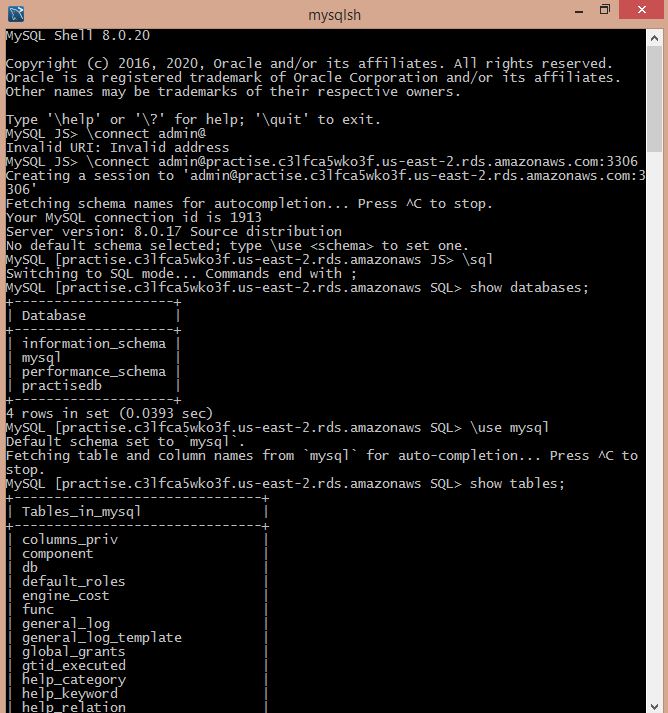 mysqlsh
MySQL Shell 8.0.20
Copyright (c) 2016, 2020, Oracle and/or its affiliates. All rights reserved.
Oracle is a registered trademark of Oracle Corporation and/or its affiliates.
Other names may be trademarks of their respective owners.
Type '\help' or '\?' for help; '\quit' to exit.
MySQL JS> \connect admin@
Invalid URI: Invalid address
MySQL JS> \connect admin@practise.c3lfca5wko3f.us-east-2.rds.amazonaws.com:3306
Creating a session to 'admin@practise.c3lfca5wko3f.us-east-2.rds.amazonaws.com:3
306'
Fetching schema names for autocompletion... Press ^C to stop.
Your MySQL connection id is 1913
Server version: 8.0.17 Source distribution
No default schema selected; type \use <schema> to set one.
MySQL [practise.c3lfca5wko3f.us-east-2.rds.amazonaws JS> \sql
Switching to SQL mode... Commands end with ;
MySQL [practise.c3lfca5wko3f.us-east-2.rds.amazonaws SQL> show databases;
+--------------------+
| Database           |
+--------------------+
| information_schema |
| mysql              |
| performance_schema |
| practisedb         |
+--------------------+
4 rows in set (0.0393 sec)
MySQL [practise.c3lfca5wko3f.us-east-2.rds.amazonaws SQL> \use mysql
Default schema set to `mysql`.
Fetching table and column names from `mysql` for auto-completion... Press ^C to
stop.
MySQL [practise.c3lfca5wko3f.us-east-2.rds.amazonaws SQL> show tables;
+-------------------------------+
| Tables_in_mysql               |
+-------------------------------+
| columns_priv                  |
| component                     |
| db                            |
| default_roles                 |
| engine_cost                   |
| func                          |
| general_log                   |
| general_log_template          |
| global_grants                 |
| gtid_executed                 |
| help_category                 |
| help_keyword                  |
| help_relation                 |